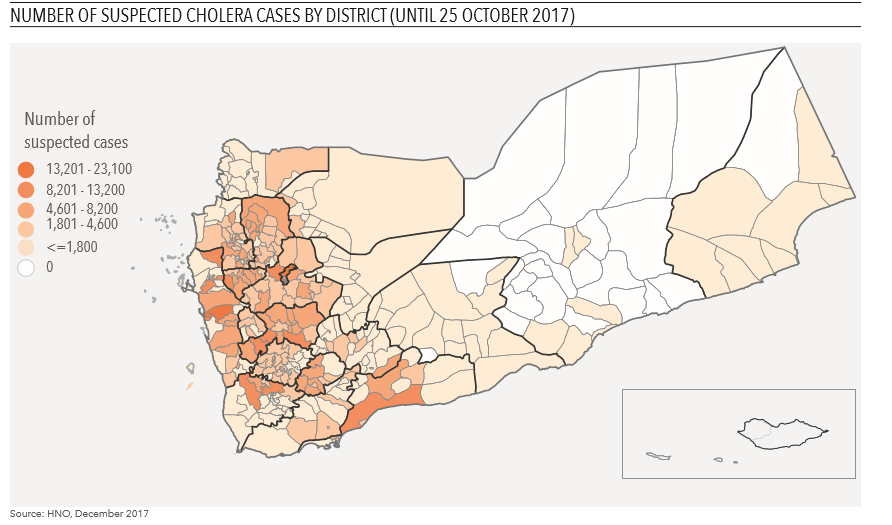 NUMBER OF SUSPECTED CHOLERA CASES BY DISTRICT (UNTIL 25 OCTOBER 2017)
Number of
suspected cases
13,201 - 23,100
8,201 - 13,200
4,601 - 8,200
1,801 - 4,600
<=1,800
0
Source: HNO, December 2017